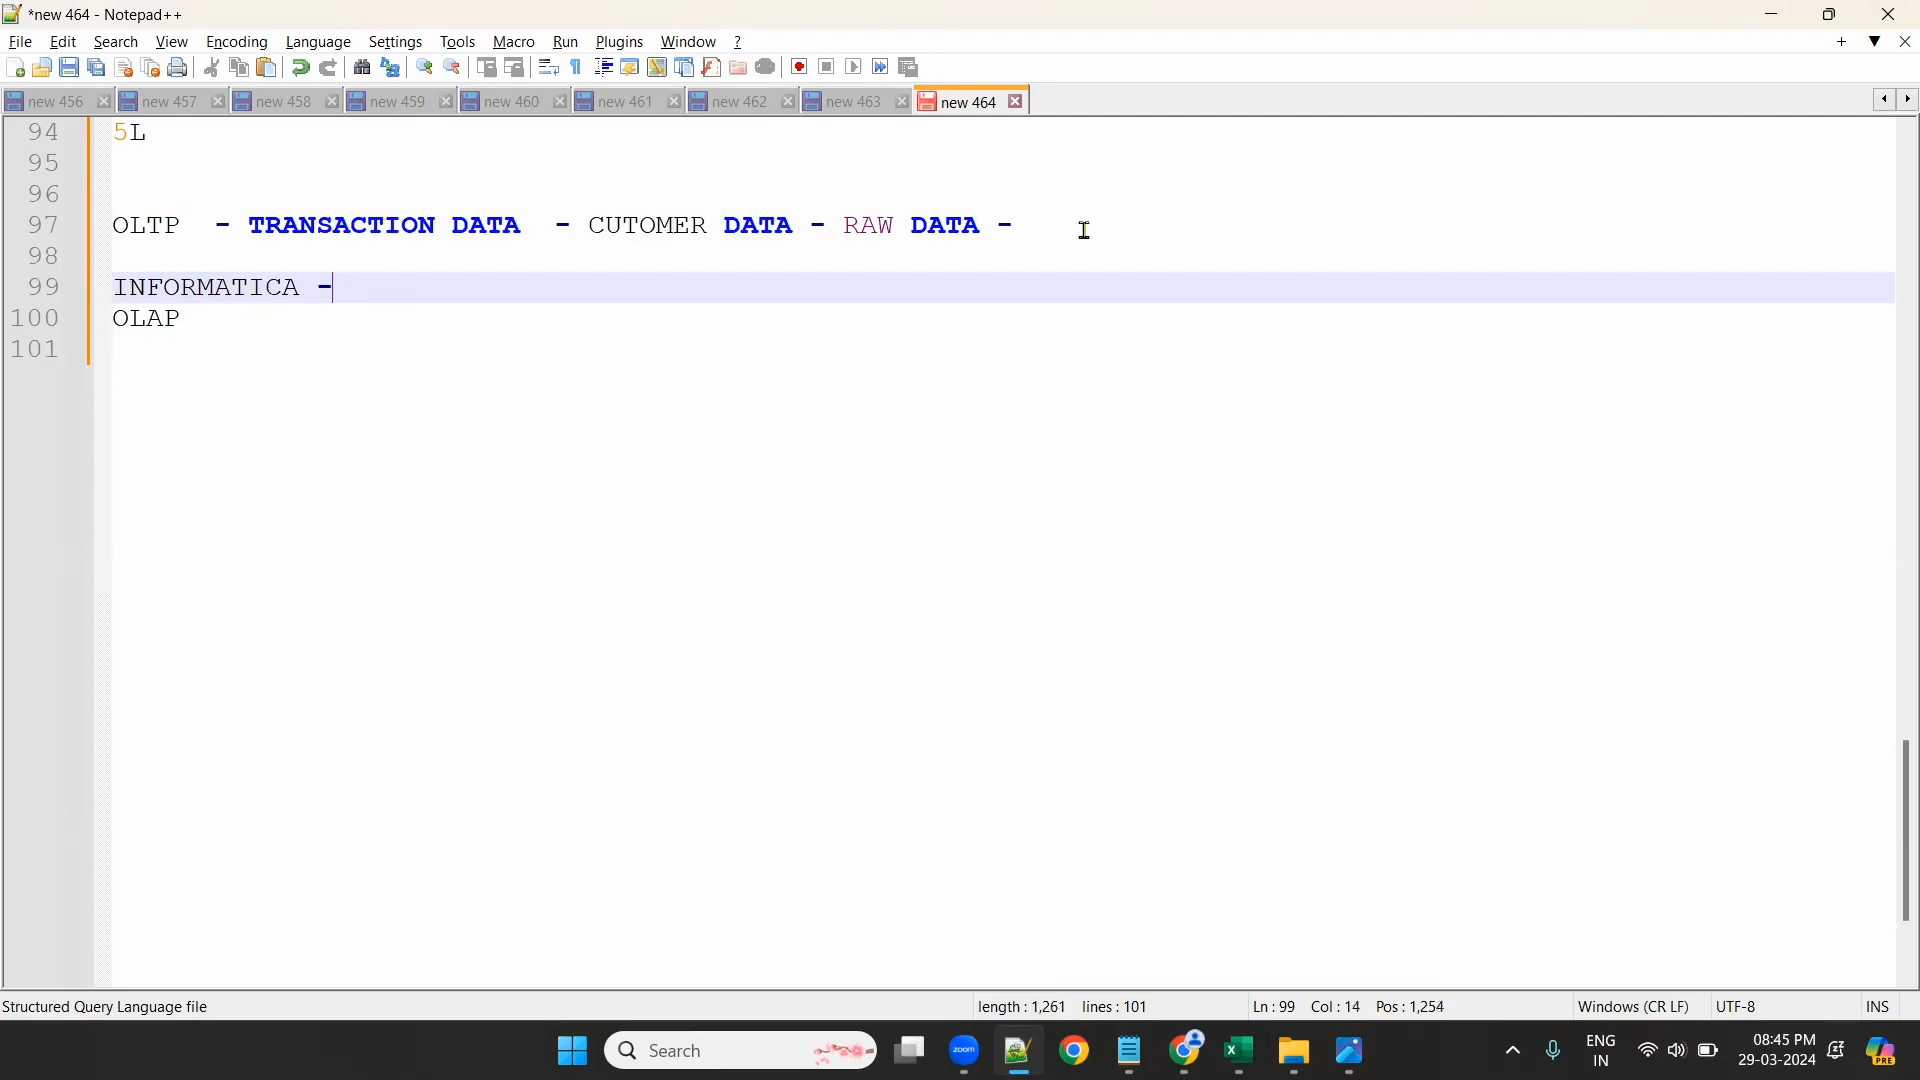 *new 464 - Notepad++
File Edit Search View Encoding Language Settings Tools Macro Run Plugins Window ?
new 456 new 457 new 458 new 459 new 460 new 461 new 462 new 463 new 464
94 5L
95
96
97 OLTP - TRANSACTION DATA - CUTOMER DATA - RAW DATA -
98
99 INFORMATICA -
100 OLAP
101
Structured Query Language file length : 1,261 lines : 101 Ln : 99 Col : 14 Pos : 1,254 Windows (CR LF) UTF-8 INS
zoom Search ENG 08:45 PM
IN 29-03-2024 PRE